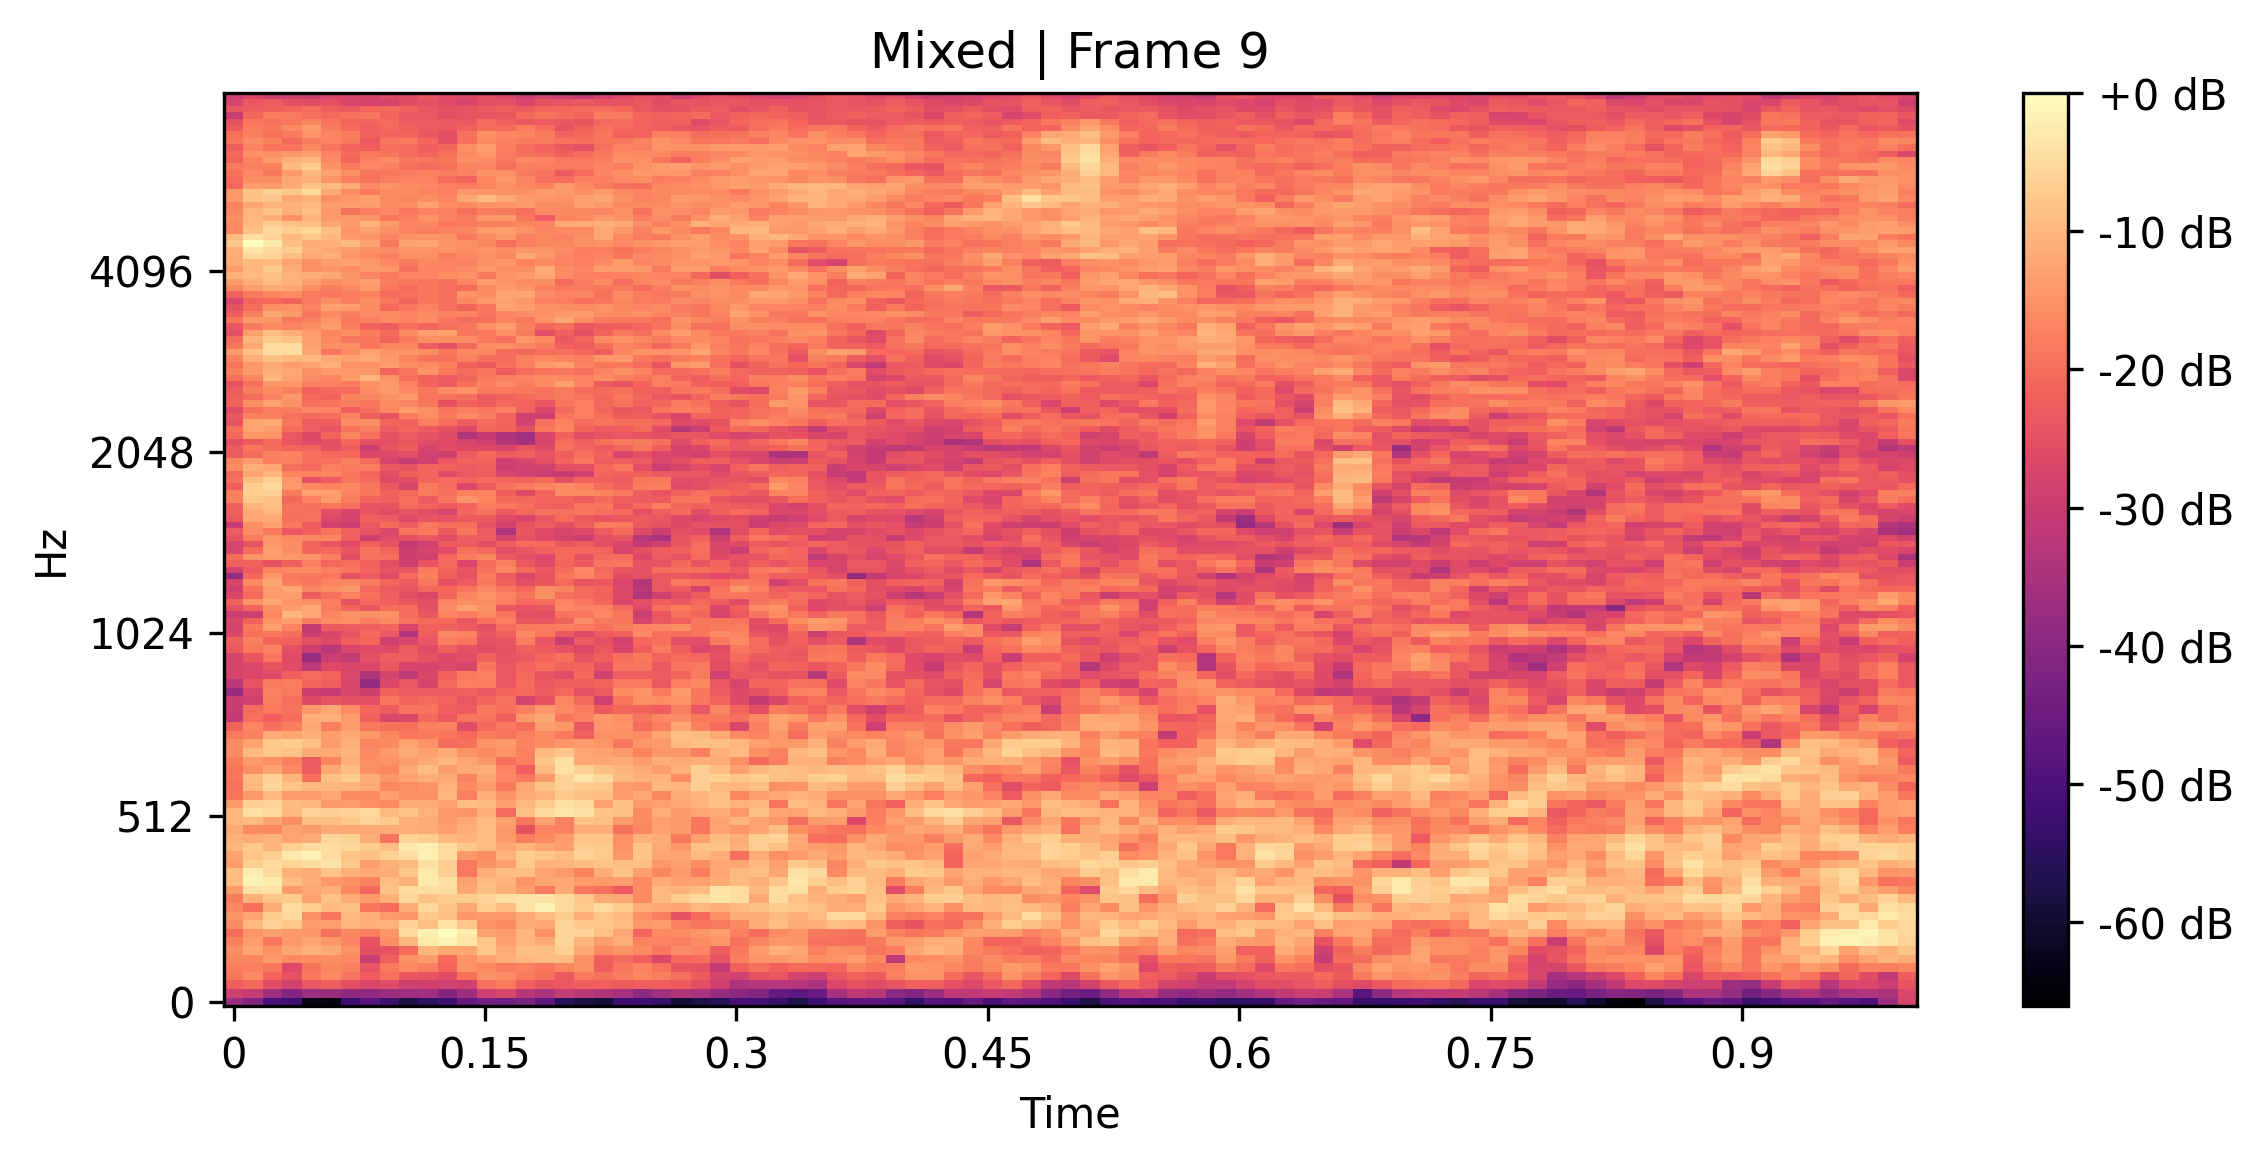 Mixed | Frame 9
+0 dB
-10 dB
-20 dB
-30 dB
-40 dB
-50 dB
-60 dB
4096
2048
1024
512
0
Hz
0 0.15 0.3 0.45 0.6 0.75 0.9
Time